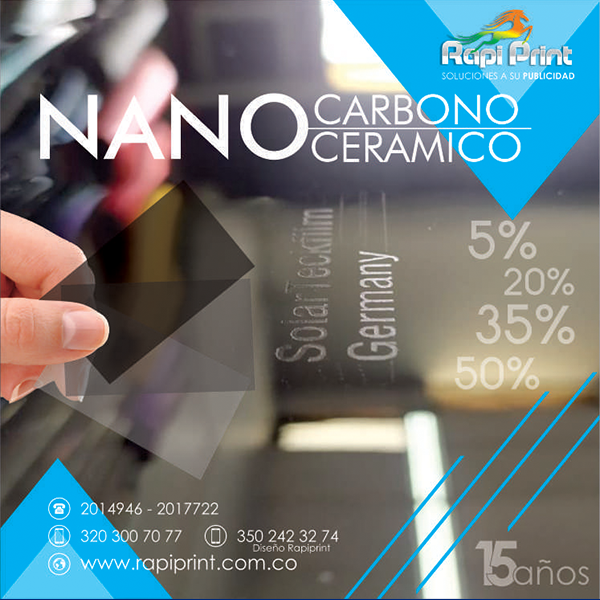 Rapi Print
SOLUCIONES A SU PUBLICIDAD
NANO CARBONO
CERAMICO
SolarTeckfilm
Germany
5%
20%
35%
50%
2014946 - 2017722
320 300 70 77
350 242 32 74
Diseño Rapiprint
www.rapiprint.com.co
15años